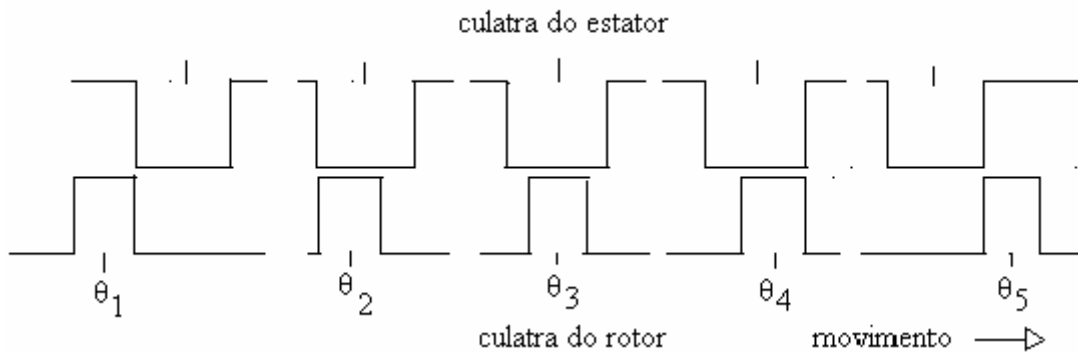 culatra do estator
θ1 θ2 θ3 θ4 θ5
culatra do rotor movimento